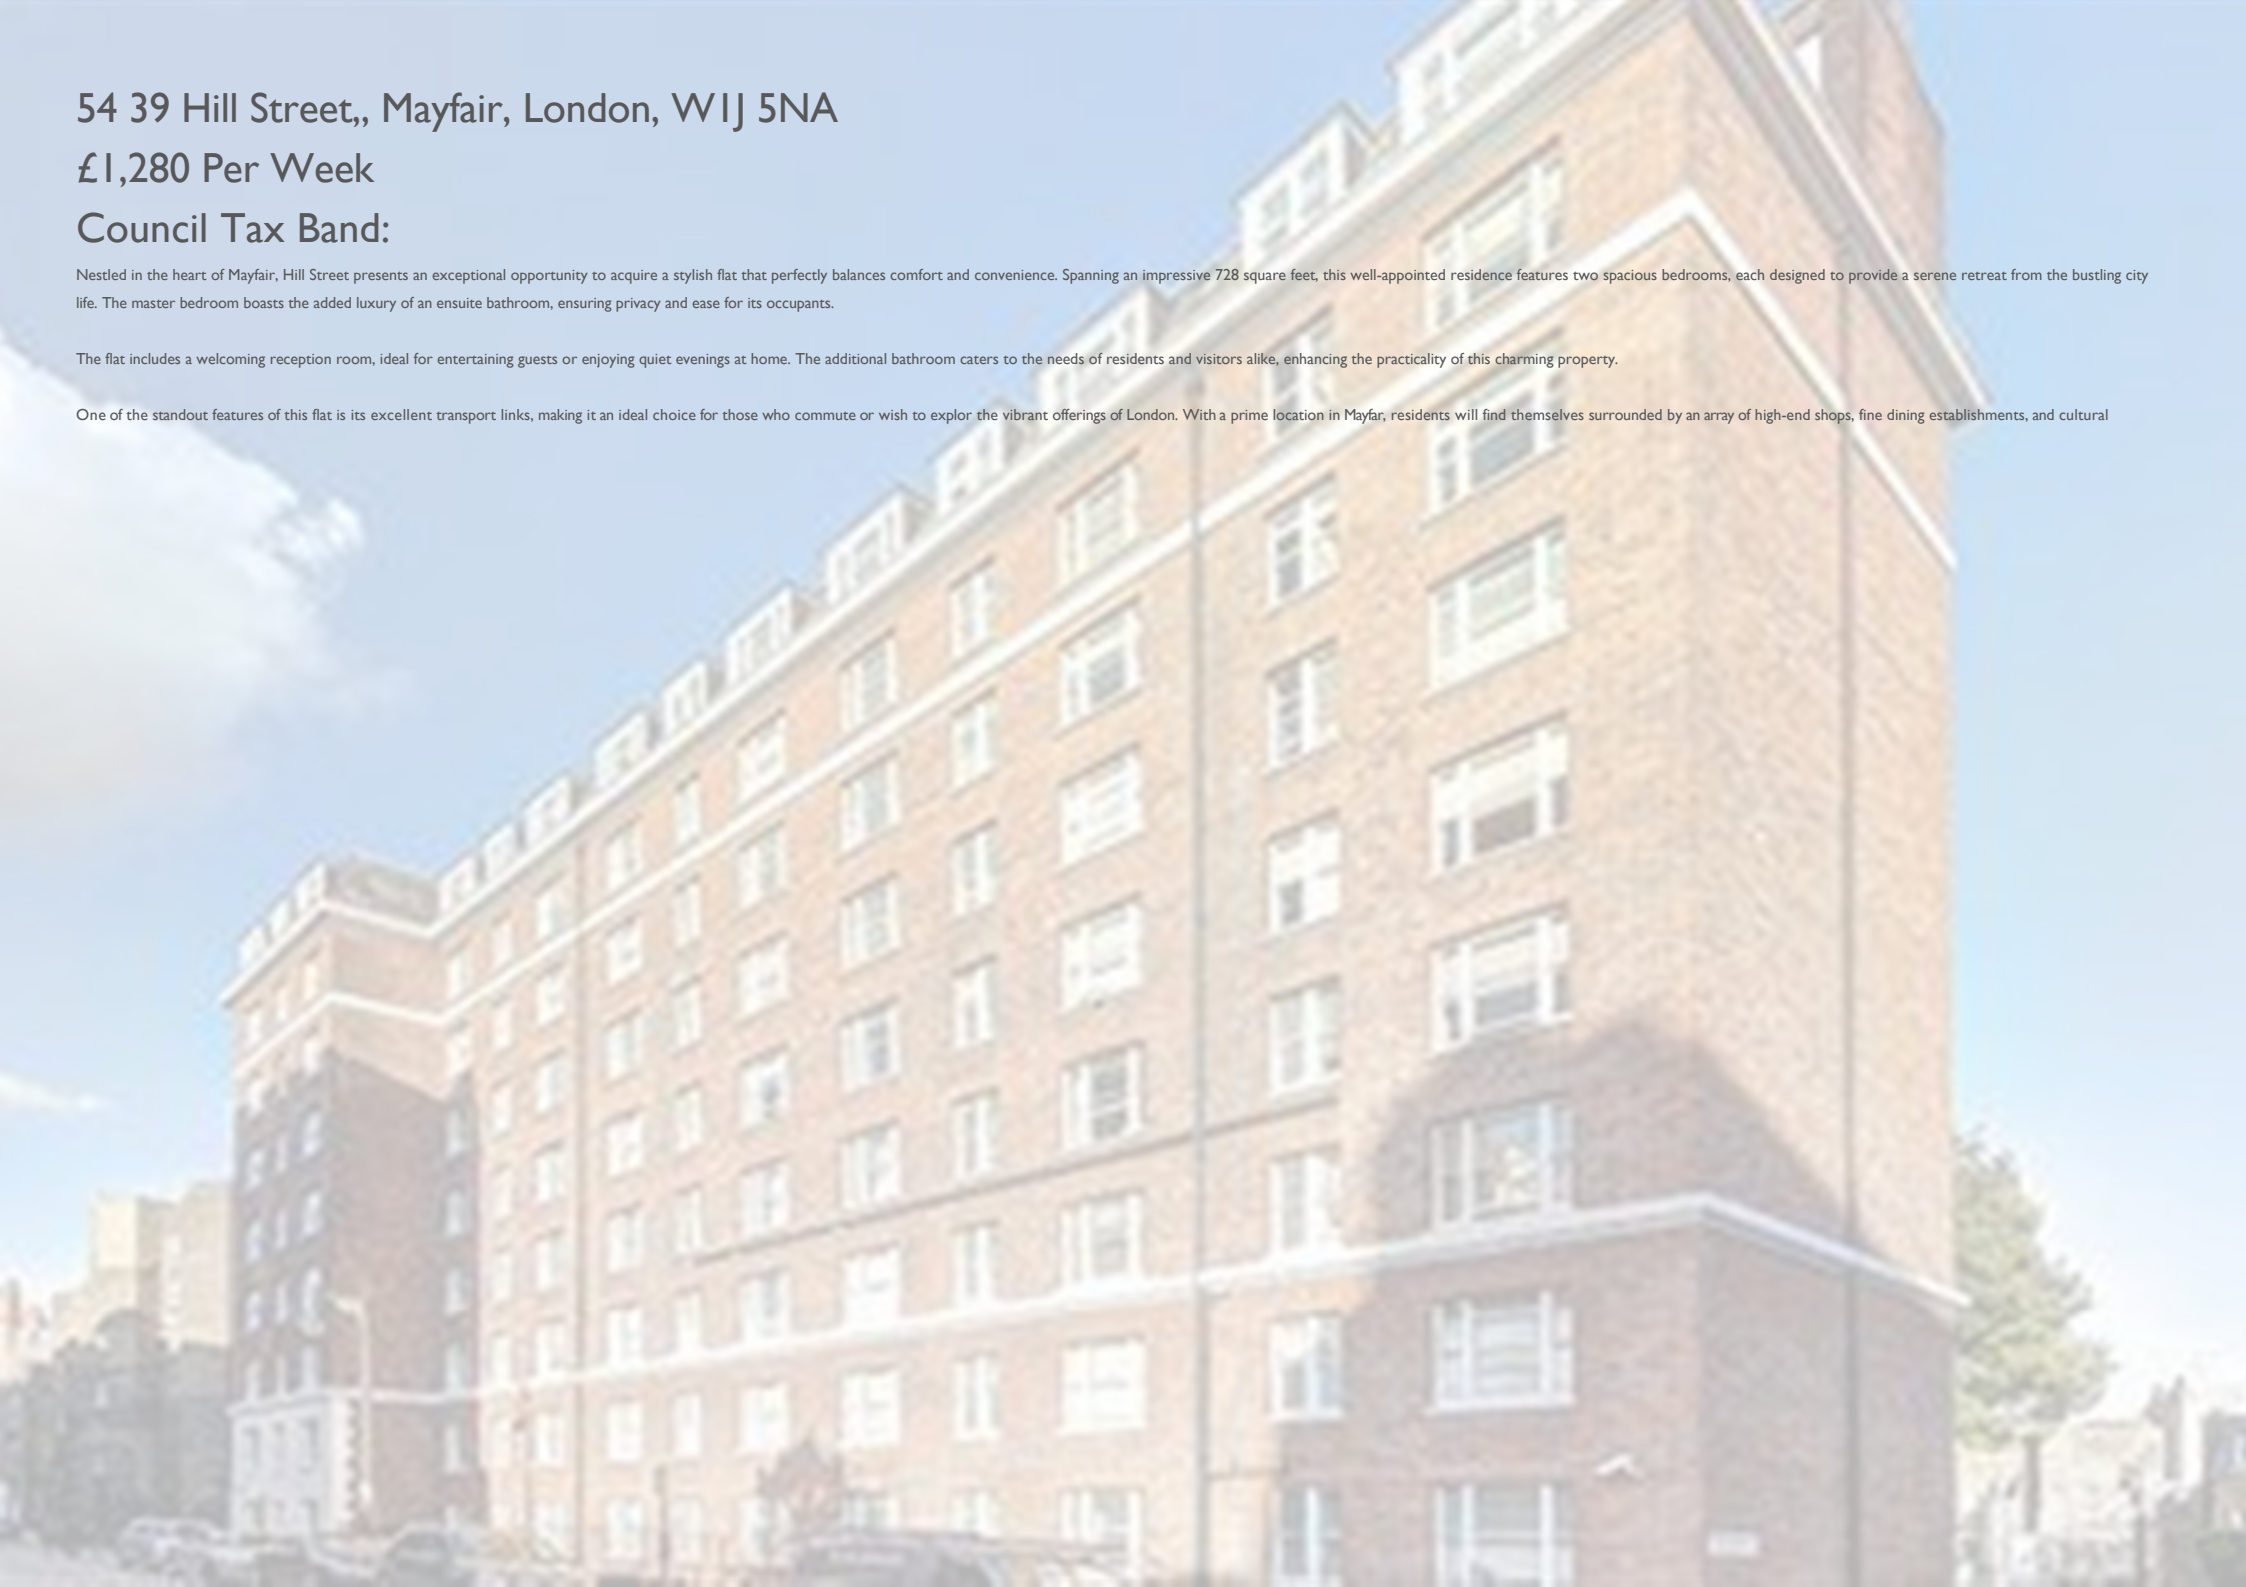 54 39 Hill Street,, Mayfair, London, W1J 5NA
£1,280 Per Week
Council Tax Band:
Nestled in the heart of Mayfair, Hill Street presents an exceptional opportunity to acquire a stylish flat that perfectly balances comfort and convenience. Spanning an impressive 728 square feet, this well-appointed residence features two spacious bedrooms, each designed to provide a serene retreat from the bustling city
life. The master bedroom boasts the added luxury of an ensuite bathroom, ensuring privacy and ease for its occupants.
The flat includes a welcoming reception room, ideal for entertaining guests or enjoying quiet evenings at home. The additional bathroom caters to the needs of residents and visitors alike, enhancing the practicality of this charming property.
One of the standout features of this flat is its excellent transport links, making it an ideal choice for those who commute or wish to explor the vibrant offerings of London. With a prime location in Mayfar, residents will find themselves surrounded by an array of high-end shops, fine dining establishments, and cultural